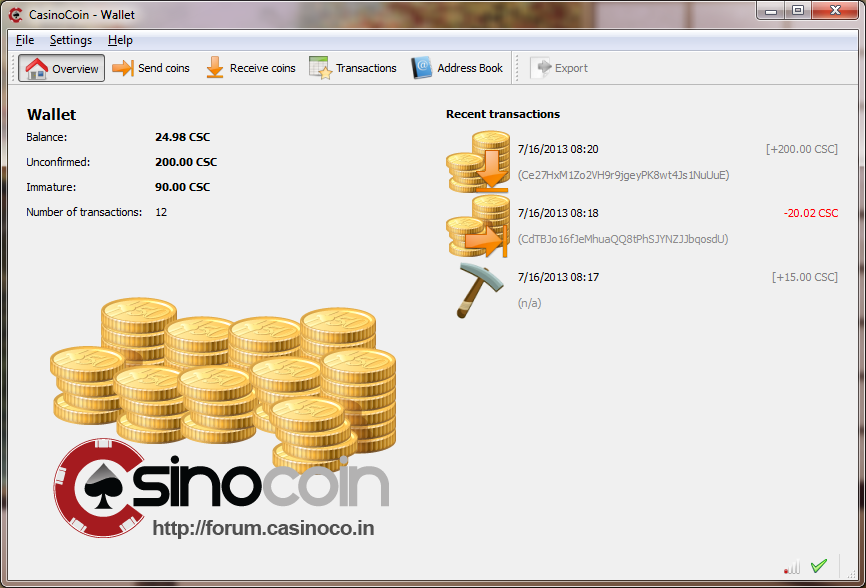 CasinoCoin - Wallet
File Settings Help
Overview Send coins Receive coins Transactions Address Book Export
Wallet
Balance: 24.98 CSC
Unconfirmed: 200.00 CSC
Immature: 90.00 CSC
Number of transactions: 12
Recent transactions
7/16/2013 08:20 [+200.00 CSC]
(Ce27HxM1Zo2VH9r9jgeyPK8wt4Js1NuUuE)
7/16/2013 08:18 -20.02 CSC
(CdTBJo16fJeMhuaQQ8tPhSJYNZJJbqosdU)
7/16/2013 08:17 [+15.00 CSC]
(n/a)
Csinocoin
http://forum.casinoco.in